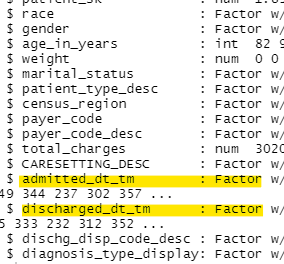 $ patient_sk : num 1.0
$ race : Factor w/
$ gender : Factor w/
$ age_in_years : int 82 9
$ weight : num 0 0
$ marital_status : Factor w/
$ patient_type_desc : Factor w/
$ census_region : Factor w/
$ payer_code : Factor w/
$ payer_code_desc : Factor w/
$ total_charges : num 3020
$ CARESETTING_DESC : Factor w/
$ admitted_dt_tm : Factor w/
49 344 237 302 357 ...
$ discharged_dt_tm : Factor w/
5 333 232 312 352 ...
$ dischg_disp_code_desc : Factor w/
$ diagnosis_type_display: Factor w/